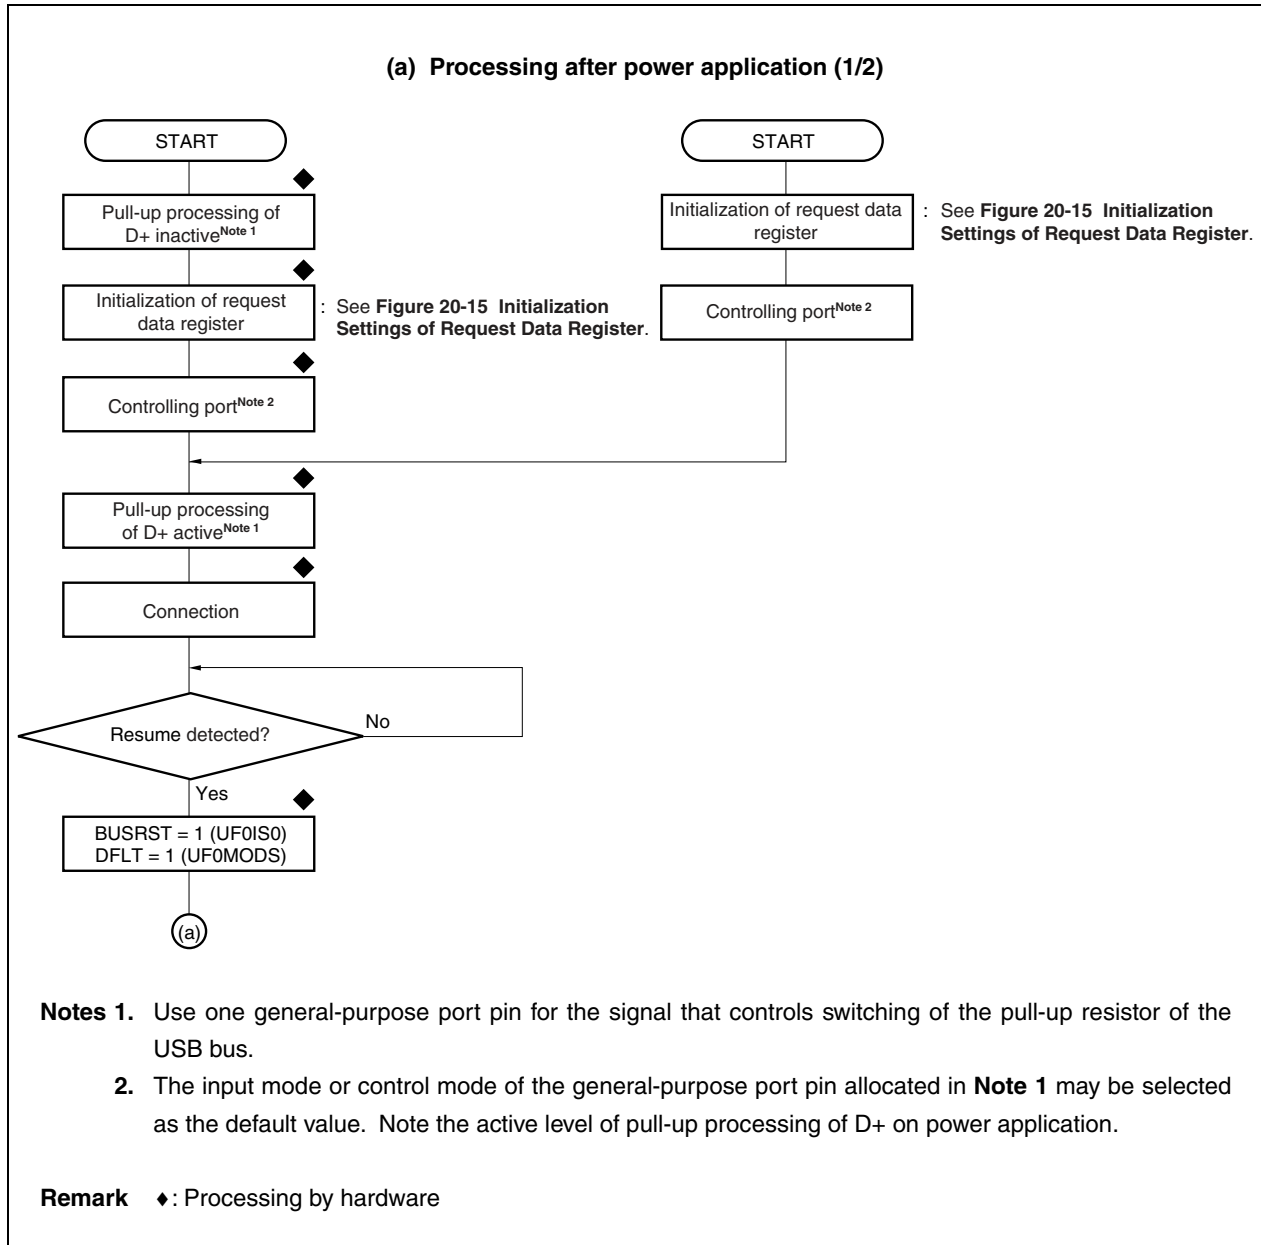 (a) Processing after power application (1/2)
START
Pull-up processing of
D+ inactiveNote 1
Initialization of request
data register
: See Figure 20-15 Initialization
Settings of Request Data Register.
Controlling portNote 2
START
Initialization of request data
register
: See Figure 20-15 Initialization
Settings of Request Data Register.
Controlling portNote 2
Pull-up processing
of D+ activeNote 1
Connection
Resume detected?
No
Yes
BUSRST = 1 (UF0IS0)
DFLT = 1 (UF0MODS)
(a)
Notes 1. Use one general-purpose port pin for the signal that controls switching of the pull-up resistor of the
USB bus.
2. The input mode or control mode of the general-purpose port pin allocated in Note 1 may be selected
as the default value. Note the active level of pull-up processing of D+ on power application.
Remark ♦: Processing by hardware